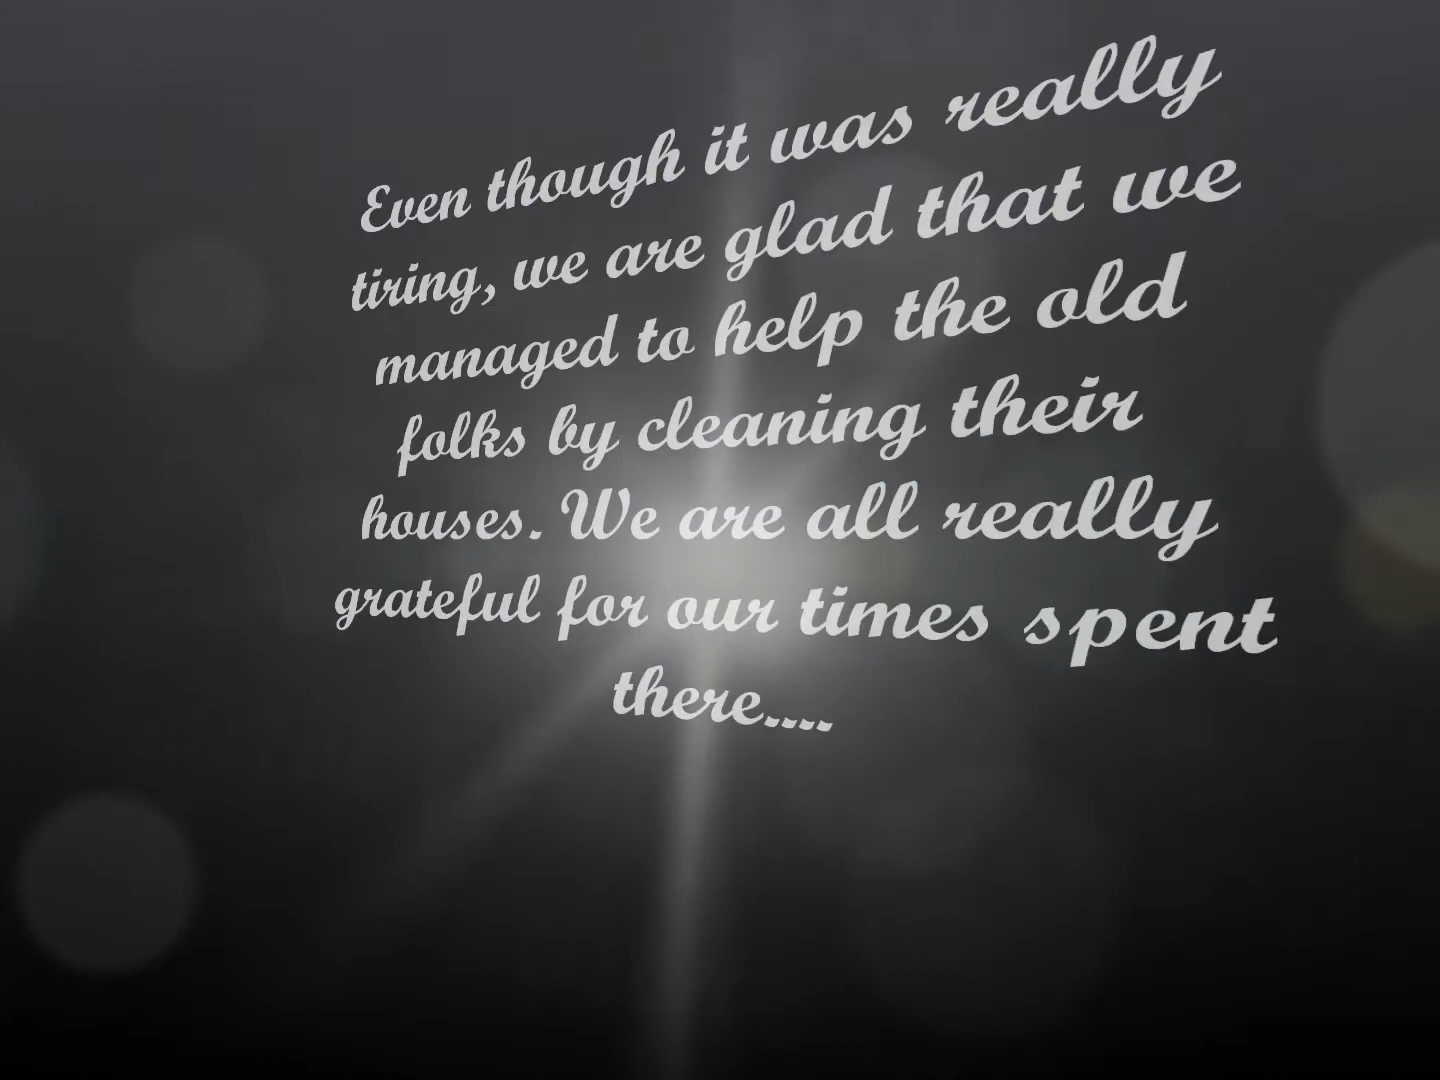 Even though it was really
tiring, we are glad that we
managed to help the old
folks by cleaning their
houses. We are all really
grateful for our times spent
there....